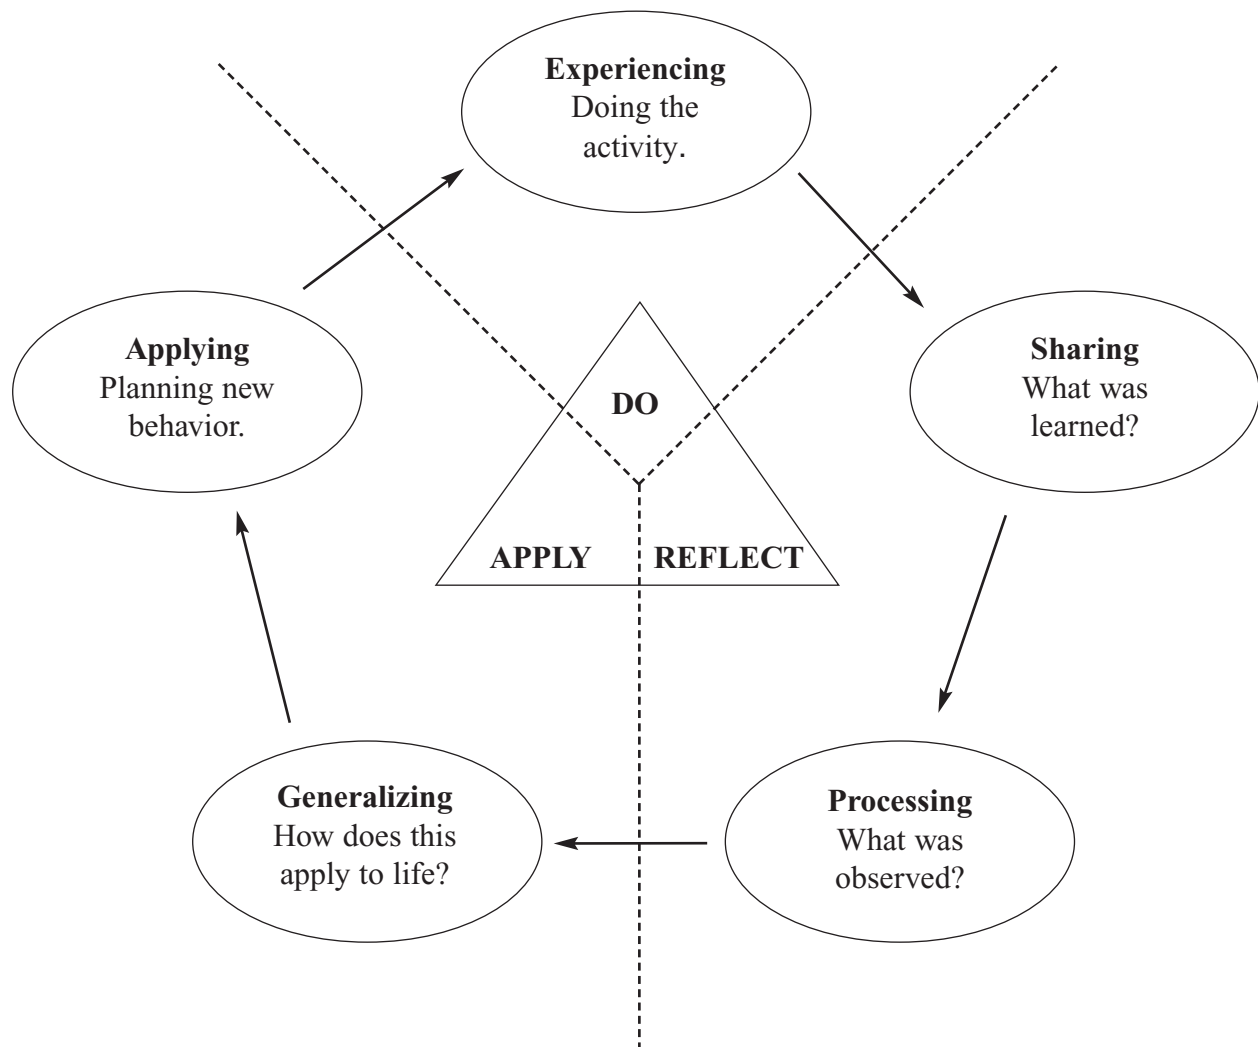 Experiencing
Doing the
activity.
Applying
Planning new
behavior.
Sharing
What was
learned?
DO
APPLY
REFLECT
Generalizing
How does this
apply to life?
Processing
What was
observed?